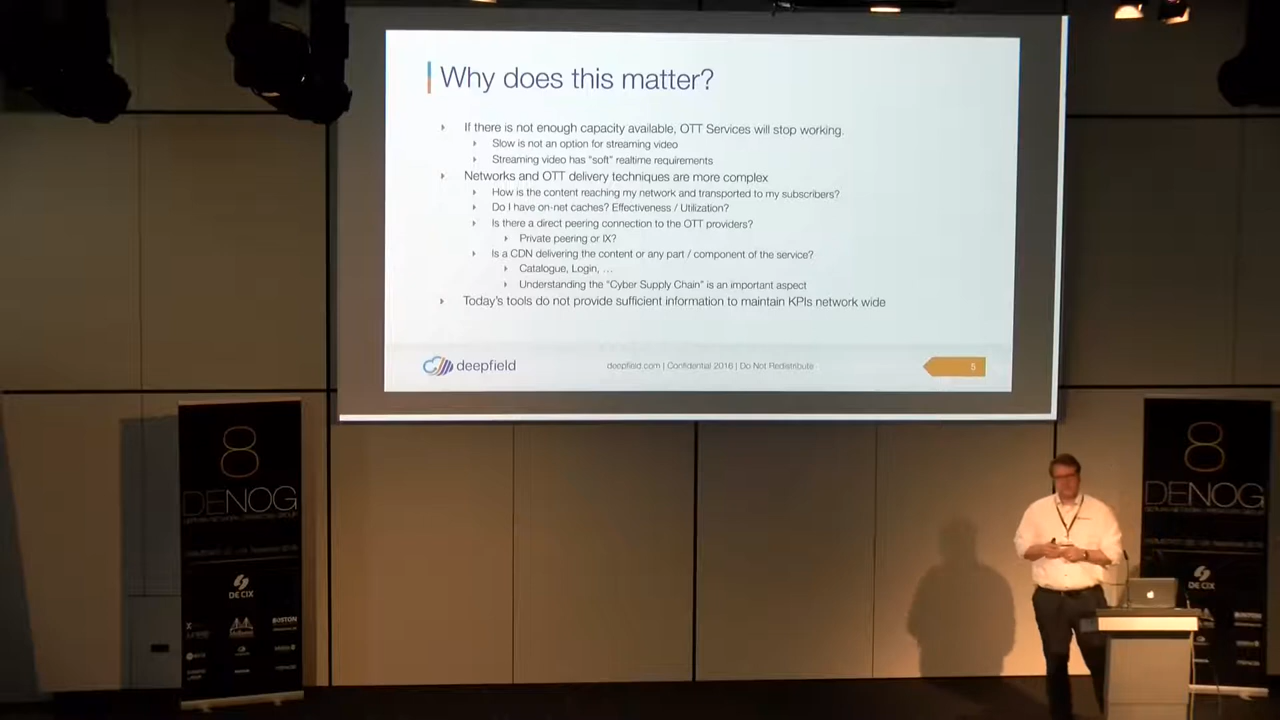 Why does this matter?
If there is not enough capacity available, OTT Services will stop working.
Slow is not an option for streaming video
Streaming video has "soft" realtime requirements
Networks and OTT delivery techniques are more complex
How is the content reaching my network and transported to my subscribers?
Do I have on-net caches? Effectiveness / Utilization?
Is there a direct peering connection to the OTT providers?
Private peering or IX?
Is a CDN delivering the content or any part / component of the service?
Catalogue, Login, …
Understanding the "Cyber Supply Chain" is an important aspect
Today's tools do not provide sufficient information to maintain KPIs network wide
deepfield
deepfield.com | Confidential 2016 | Do Not Redistribute
5
8
DENOG
DE CIX
BOSTON
8
DENOG
DE CIX